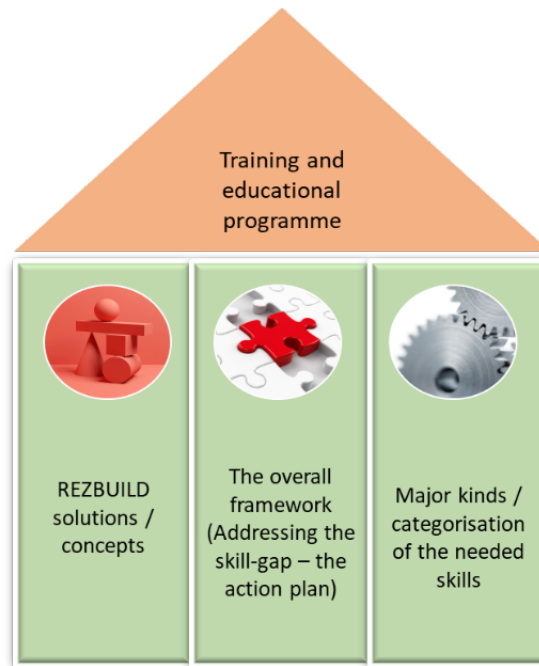 Training and
educational
programme
REZBUILD
solutions /
concepts
The overall
framework
(Addressing the
skill-gap – the
action plan)
Major kinds /
categorisation
of the needed
skills